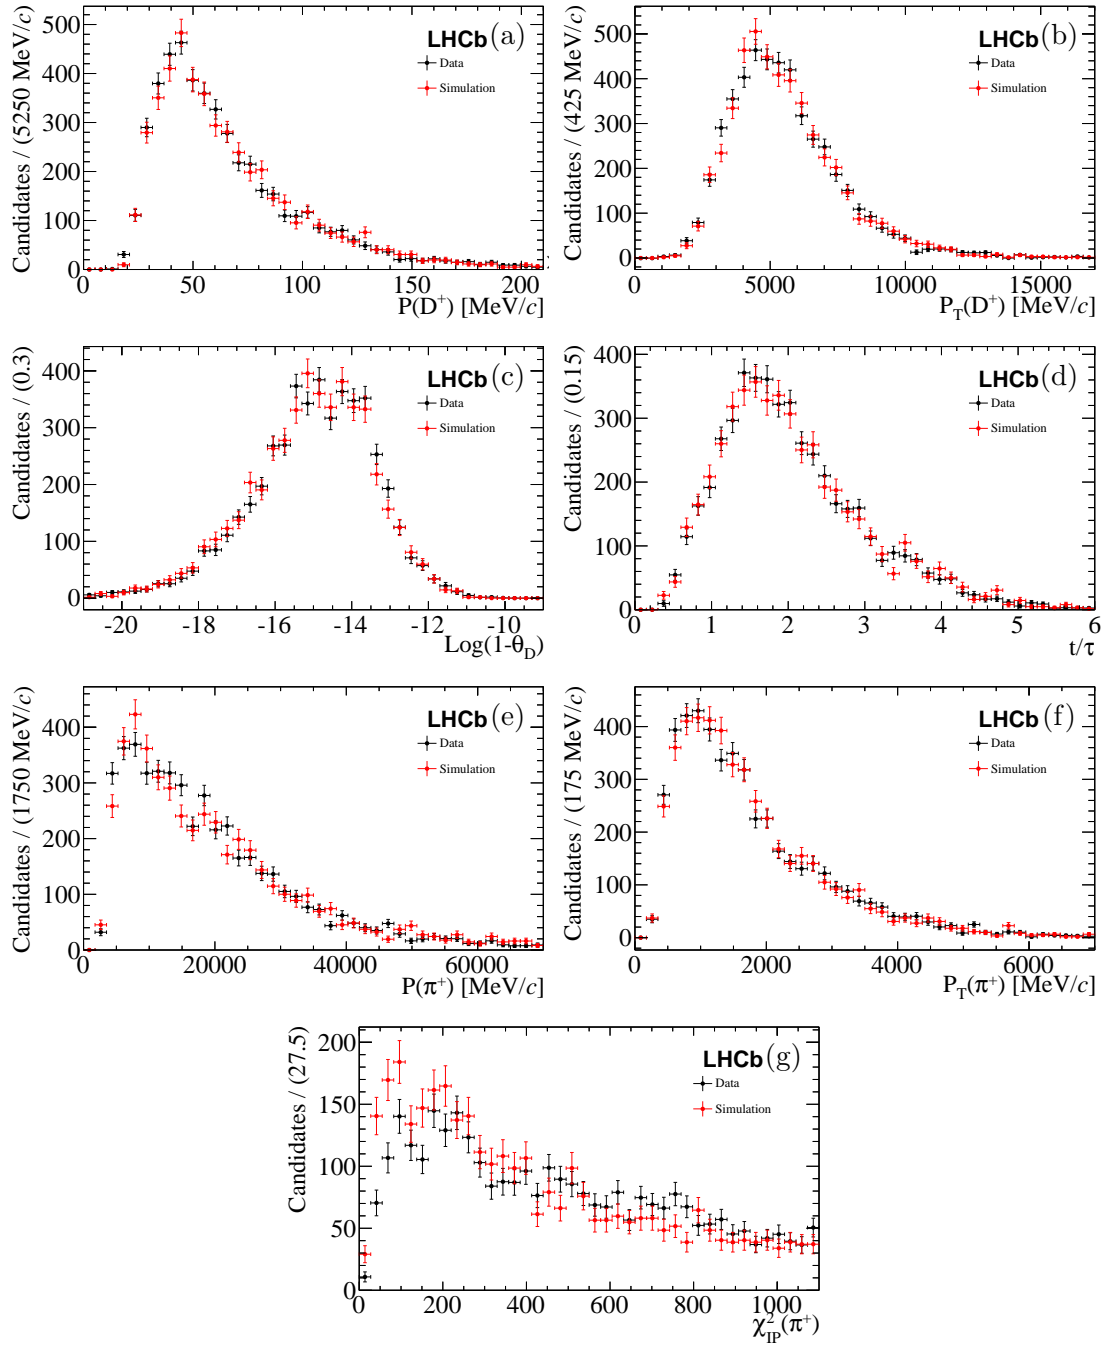 LHCb (a)
Data
Simulation
Candidates / (5250 MeV/c)
500
400
300
200
100
0
0 50 100 150 200
P(D⁺) [MeV/c]
LHCb (b)
Data
Simulation
Candidates / (425 MeV/c)
500
400
300
200
100
0
0 5000 10000 15000
P_T(D⁺) [MeV/c]
LHCb (c)
Data
Simulation
Candidates / (0.3)
400
300
200
100
0
-20 -18 -16 -14 -12 -10
Log(1-θ_D)
LHCb (d)
Data
Simulation
Candidates / (0.15)
400
300
200
100
0
0 1 2 3 4 5 6
t/τ
LHCb (e)
Data
Simulation
Candidates / (1750 MeV/c)
400
300
200
100
0
0 20000 40000 60000
P(π⁺) [MeV/c]
LHCb (f)
Data
Simulation
Candidates / (175 MeV/c)
400
300
200
100
0
0 2000 4000 6000
P_T(π⁺) [MeV/c]
LHCb (g)
Data
Simulation
Candidates / (27.5)
200
150
100
50
0
0 200 400 600 800 1000
χ²_IP(π⁺)